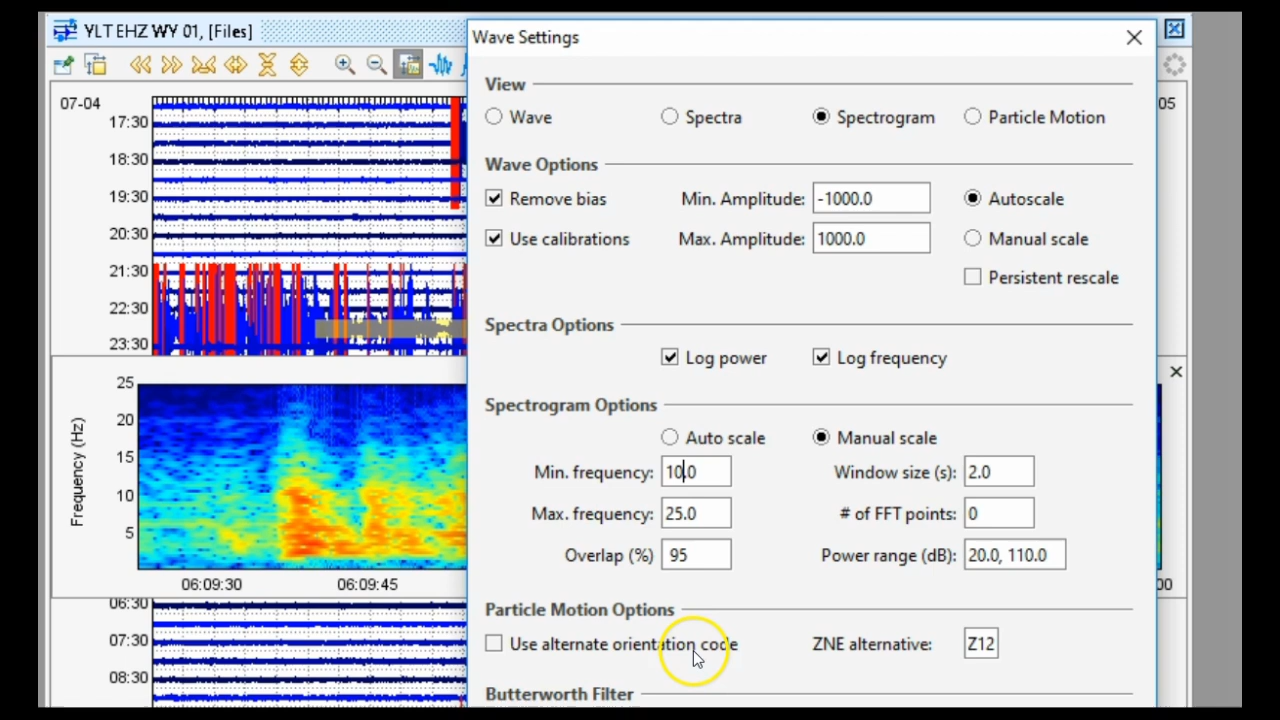 YLT EHZ WY 01, [Files]
Wave Settings
View
Wave Spectra Spectrogram Particle Motion
Wave Options
Remove bias Min. Amplitude: -1000.0 Autoscale
Use calibrations Max. Amplitude: 1000.0 Manual scale
Persistent rescale
Spectra Options
Log power Log frequency
Spectrogram Options
Auto scale Manual scale
Min. frequency: 10.0 Window size (s): 2.0
Max. frequency: 25.0 # of FFT points: 0
Overlap (%) 95 Power range (dB): 20.0, 110.0
Particle Motion Options
Use alternate orientation code ZNE alternative: Z12
Butterworth Filter
07-04
17:30
18:30
19:30
20:30
21:30
22:30
23:30
05
Frequency (Hz)
25
20
15
10
5
06:09:30 06:09:45
00
06:30
07:30
08:30